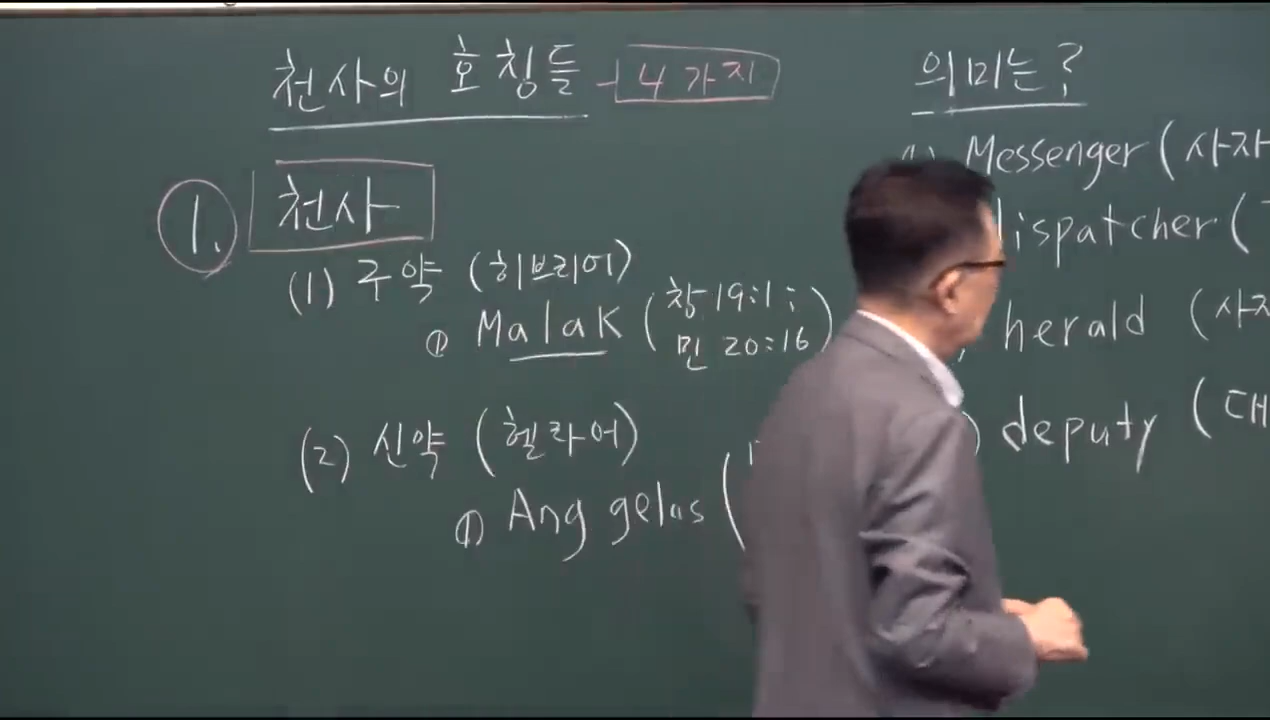 천사의 호칭들 - 4가지
1. 천사
(1) 구약 (히브리어)
① Malak (창 19:1; 민 20:16)
(2) 신약 (헬라어)
① Ang gelus (
의미는?
Messenger (사자
dispatcher (
herald (사자
deputy (대